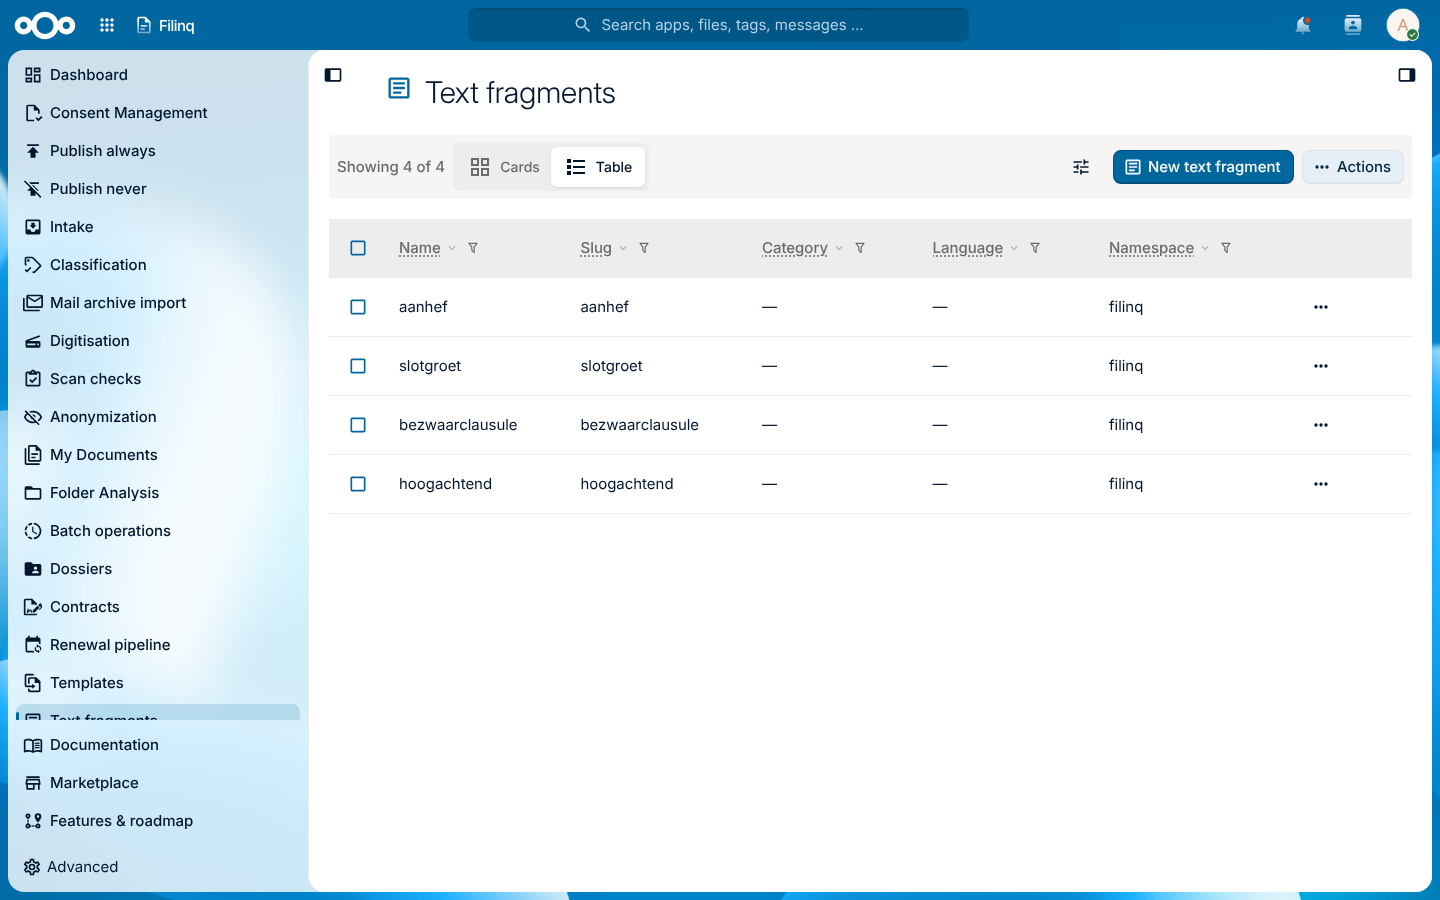 Filinq
Search apps, files, tags, messages ...
A
Dashboard
Consent Management
Publish always
Publish never
Intake
Classification
Mail archive import
Digitisation
Scan checks
Anonymization
My Documents
Folder Analysis
Batch operations
Dossiers
Contracts
Renewal pipeline
Templates
Text fragments
Documentation
Marketplace
Features & roadmap
Advanced
Text fragments
Showing 4 of 4 Cards Table New text fragment Actions
Name Slug Category Language Namespace
aanhef aanhef — — filinq
slotgroet slotgroet — — filinq
bezwaarclausule bezwaarclausule — — filinq
hoogachtend hoogachtend — — filinq